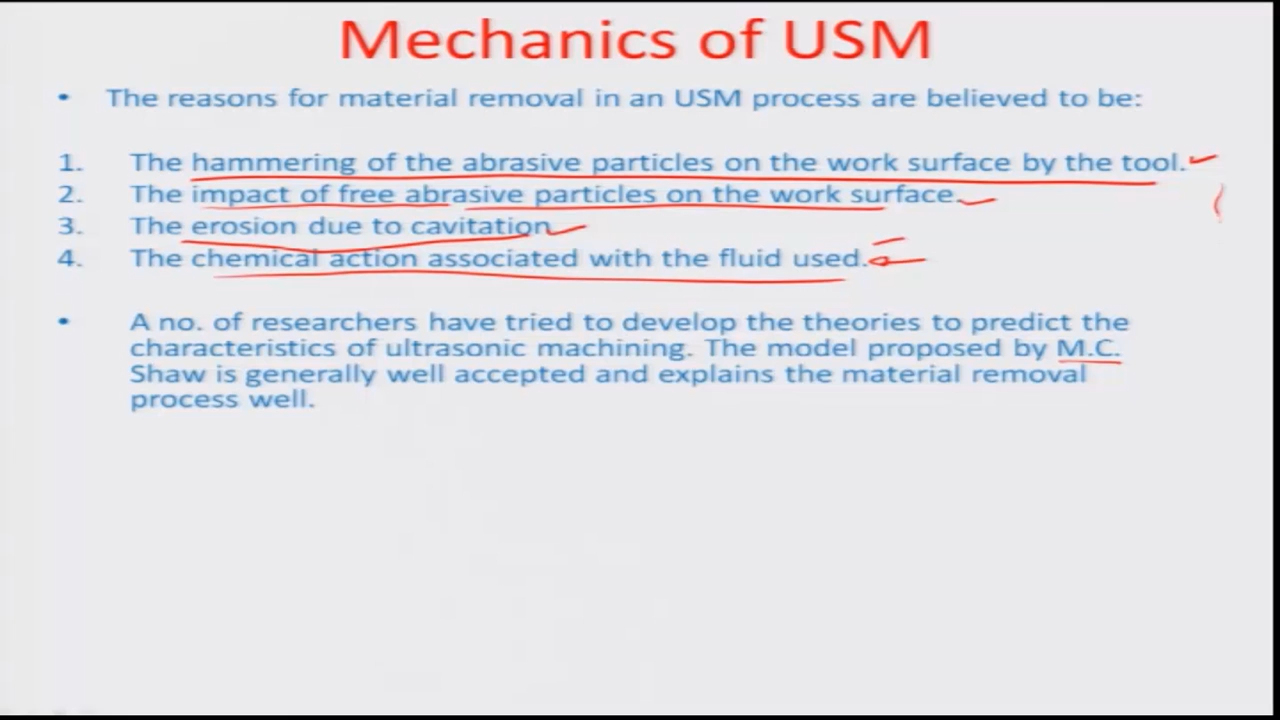 Mechanics of USM
• The reasons for material removal in an USM process are believed to be:
1. The hammering of the abrasive particles on the work surface by the tool.
2. The impact of free abrasive particles on the work surface.
3. The erosion due to cavitation
4. The chemical action associated with the fluid used.
• A no. of researchers have tried to develop the theories to predict the
characteristics of ultrasonic machining. The model proposed by M.C.
Shaw is generally well accepted and explains the material removal
process well.